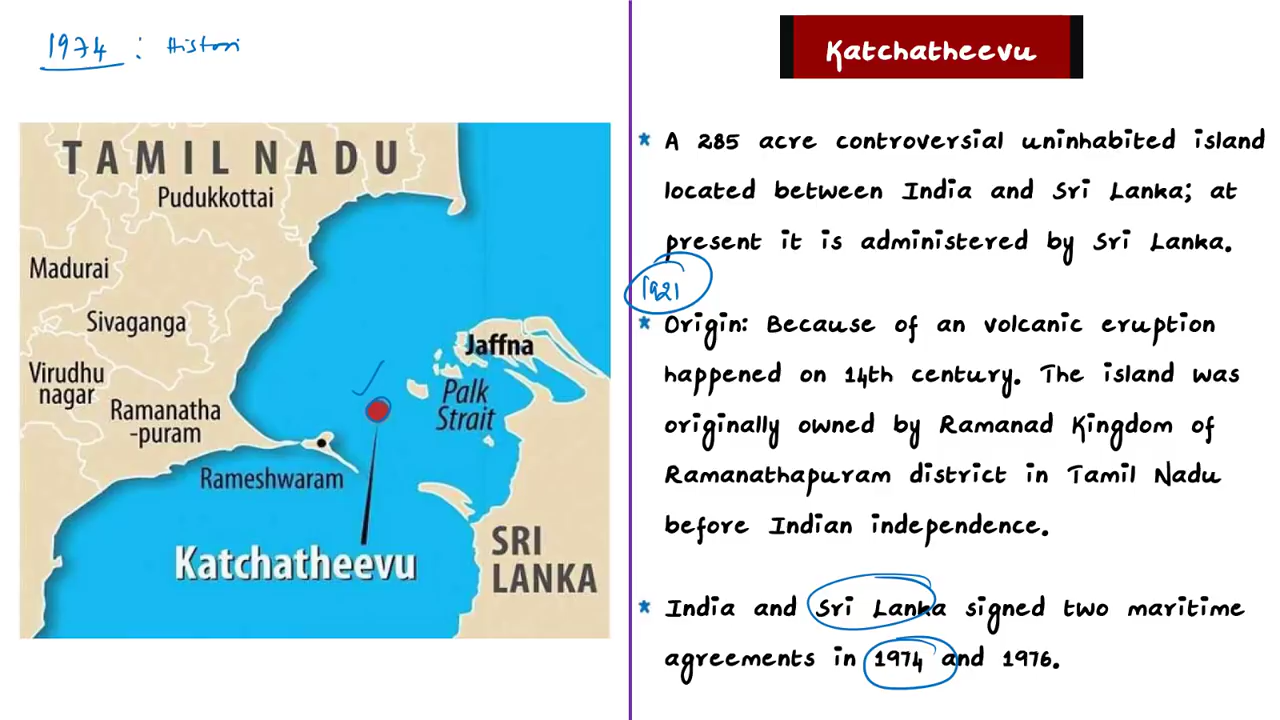 1974 : Histori
TAMIL NADU
Pudukkottai
Madurai
Sivaganga
Virudhu
nagar
Ramanatha
-puram
Rameshwaram
Jaffna
Palk
Strait
Katchatheevu
SRI
LANKA
Katchatheevu
* A 285 acre controversial uninhabited island
located between India and Sri Lanka; at
present it is administered by Sri Lanka.
1921
* Origin: Because of an volcanic eruption
happened on 14th century. The island was
originally owned by Ramanad Kingdom of
Ramanathapuram district in Tamil Nadu
before Indian independence.
* India and Sri Lanka signed two maritime
agreements in 1974 and 1976.